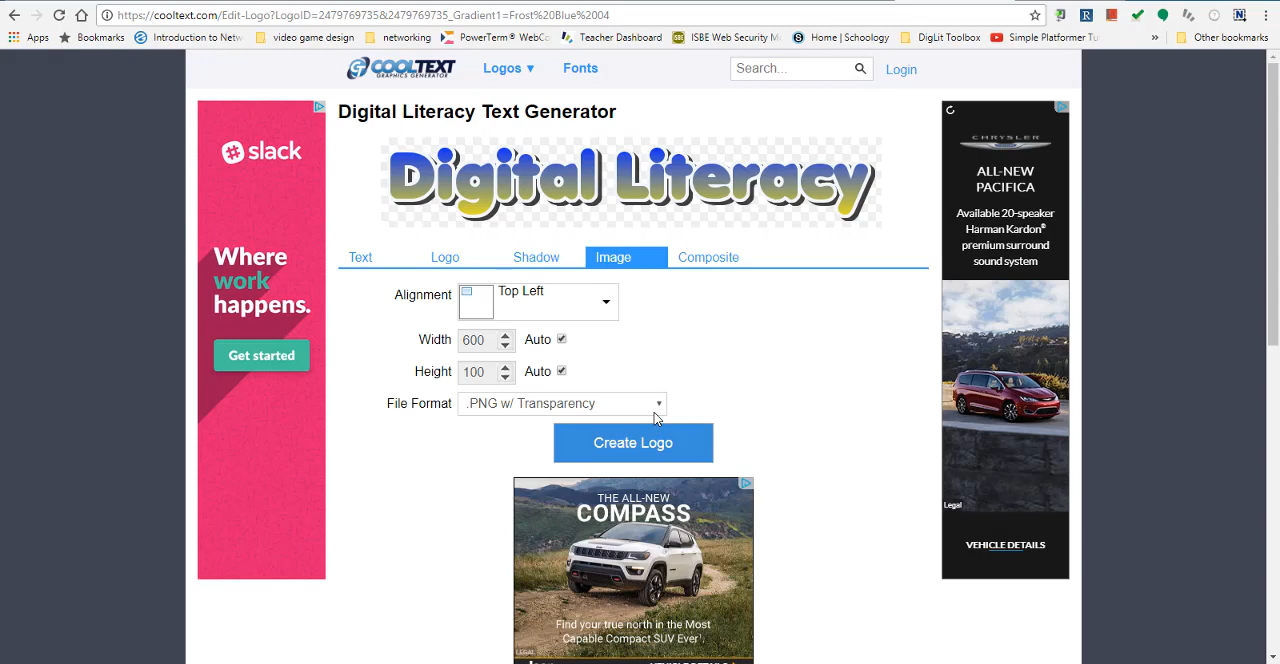 https://cooltext.com/Edit-Logo?LogoID=2479769735&2479769735_Gradient1=Frost%20Blue%2004
Apps Bookmarks Introduction to Netw video game design networking PowerTerm® WebCo Teacher Dashboard ISBE Web Security M Home | Schoology DigLit Toolbox Simple Platformer Tu » Other bookmarks
COOLTEXT
GRAPHICS GENERATOR
Logos ▾ Fonts Search... Login
Digital Literacy Text Generator
Digital Literacy
Text Logo Shadow Image Composite
Alignment Top Left
Width 600 Auto
Height 100 Auto
File Format .PNG w/ Transparency
Create Logo
slack
Where
work
happens.
Get started
CHRYSLER
ALL-NEW
PACIFICA
Available 20-speaker
Harman Kardon®
premium surround
sound system
Legal
VEHICLE DETAILS
THE ALL-NEW
COMPASS
Find your true north in the Most
Capable Compact SUV Ever¹.
LEGAL
Jeep VEHICLE DETAILS